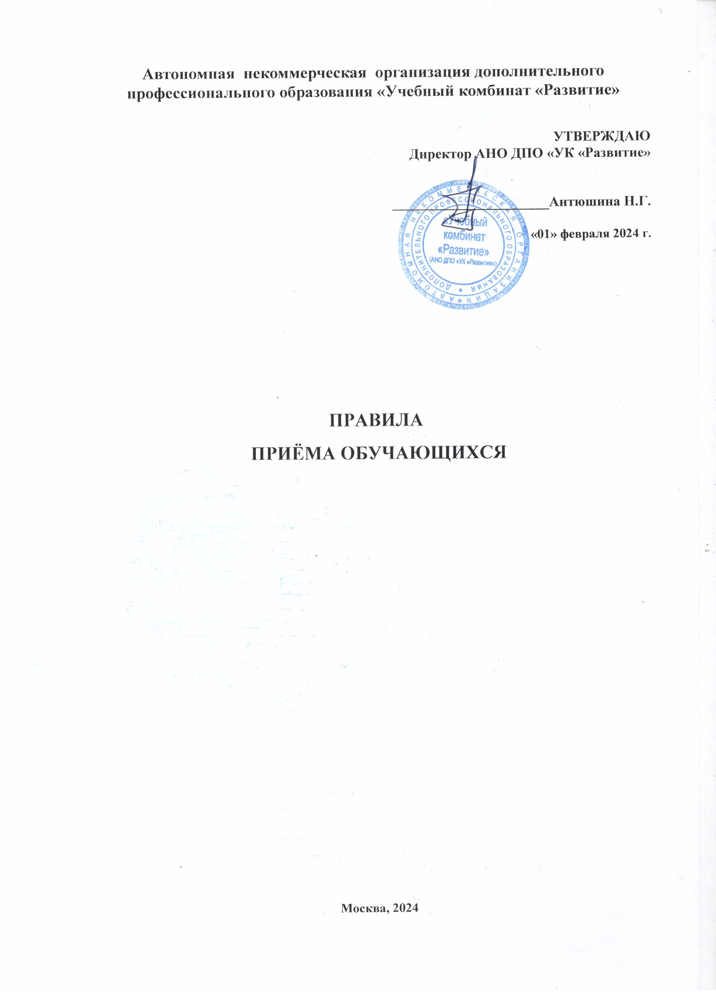 Автономная некоммерческая организация дополнительного
профессионального образования «Учебный комбинат «Развитие»
УТВЕРЖДАЮ
Директор АНО ДПО «УК «Развитие»
Антюшина Н.Г.
«01» февраля 2024 г.
АВТОНОМНАЯ НЕКОММЕРЧЕСКАЯ ОРГАНИЗАЦИЯ *
ДОПОЛНИТЕЛЬНОГО ПРОФЕССИОНАЛЬНОГО ОБРАЗОВАНИЯ *
«Учебный
комбинат
«Развитие»
(АНО ДПО «УК «Развитие»)
ПРАВИЛА
ПРИЁМА ОБУЧАЮЩИХСЯ
Москва, 2024